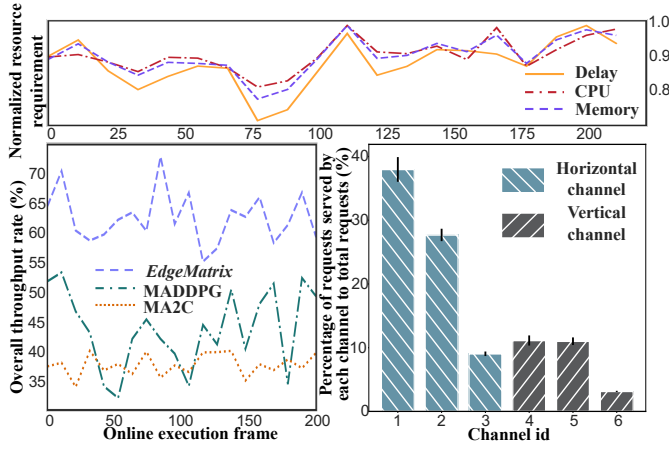 Normalized resource
requirement
1.0
0.9
0.8
Delay
CPU
Memory
0 25 50 75 100 125 150 175 200
Overall throughput rate (%)
70
65
60
55
50
45
40
35
EdgeMatrix
MADDPG
MA2C
0 50 100 150 200
Online execution frame
Percentage of requests served by
each channel to total requests (%)
40
30
20
10
0
Horizontal
channel
Vertical
channel
1 2 3 4 5 6
Channel id